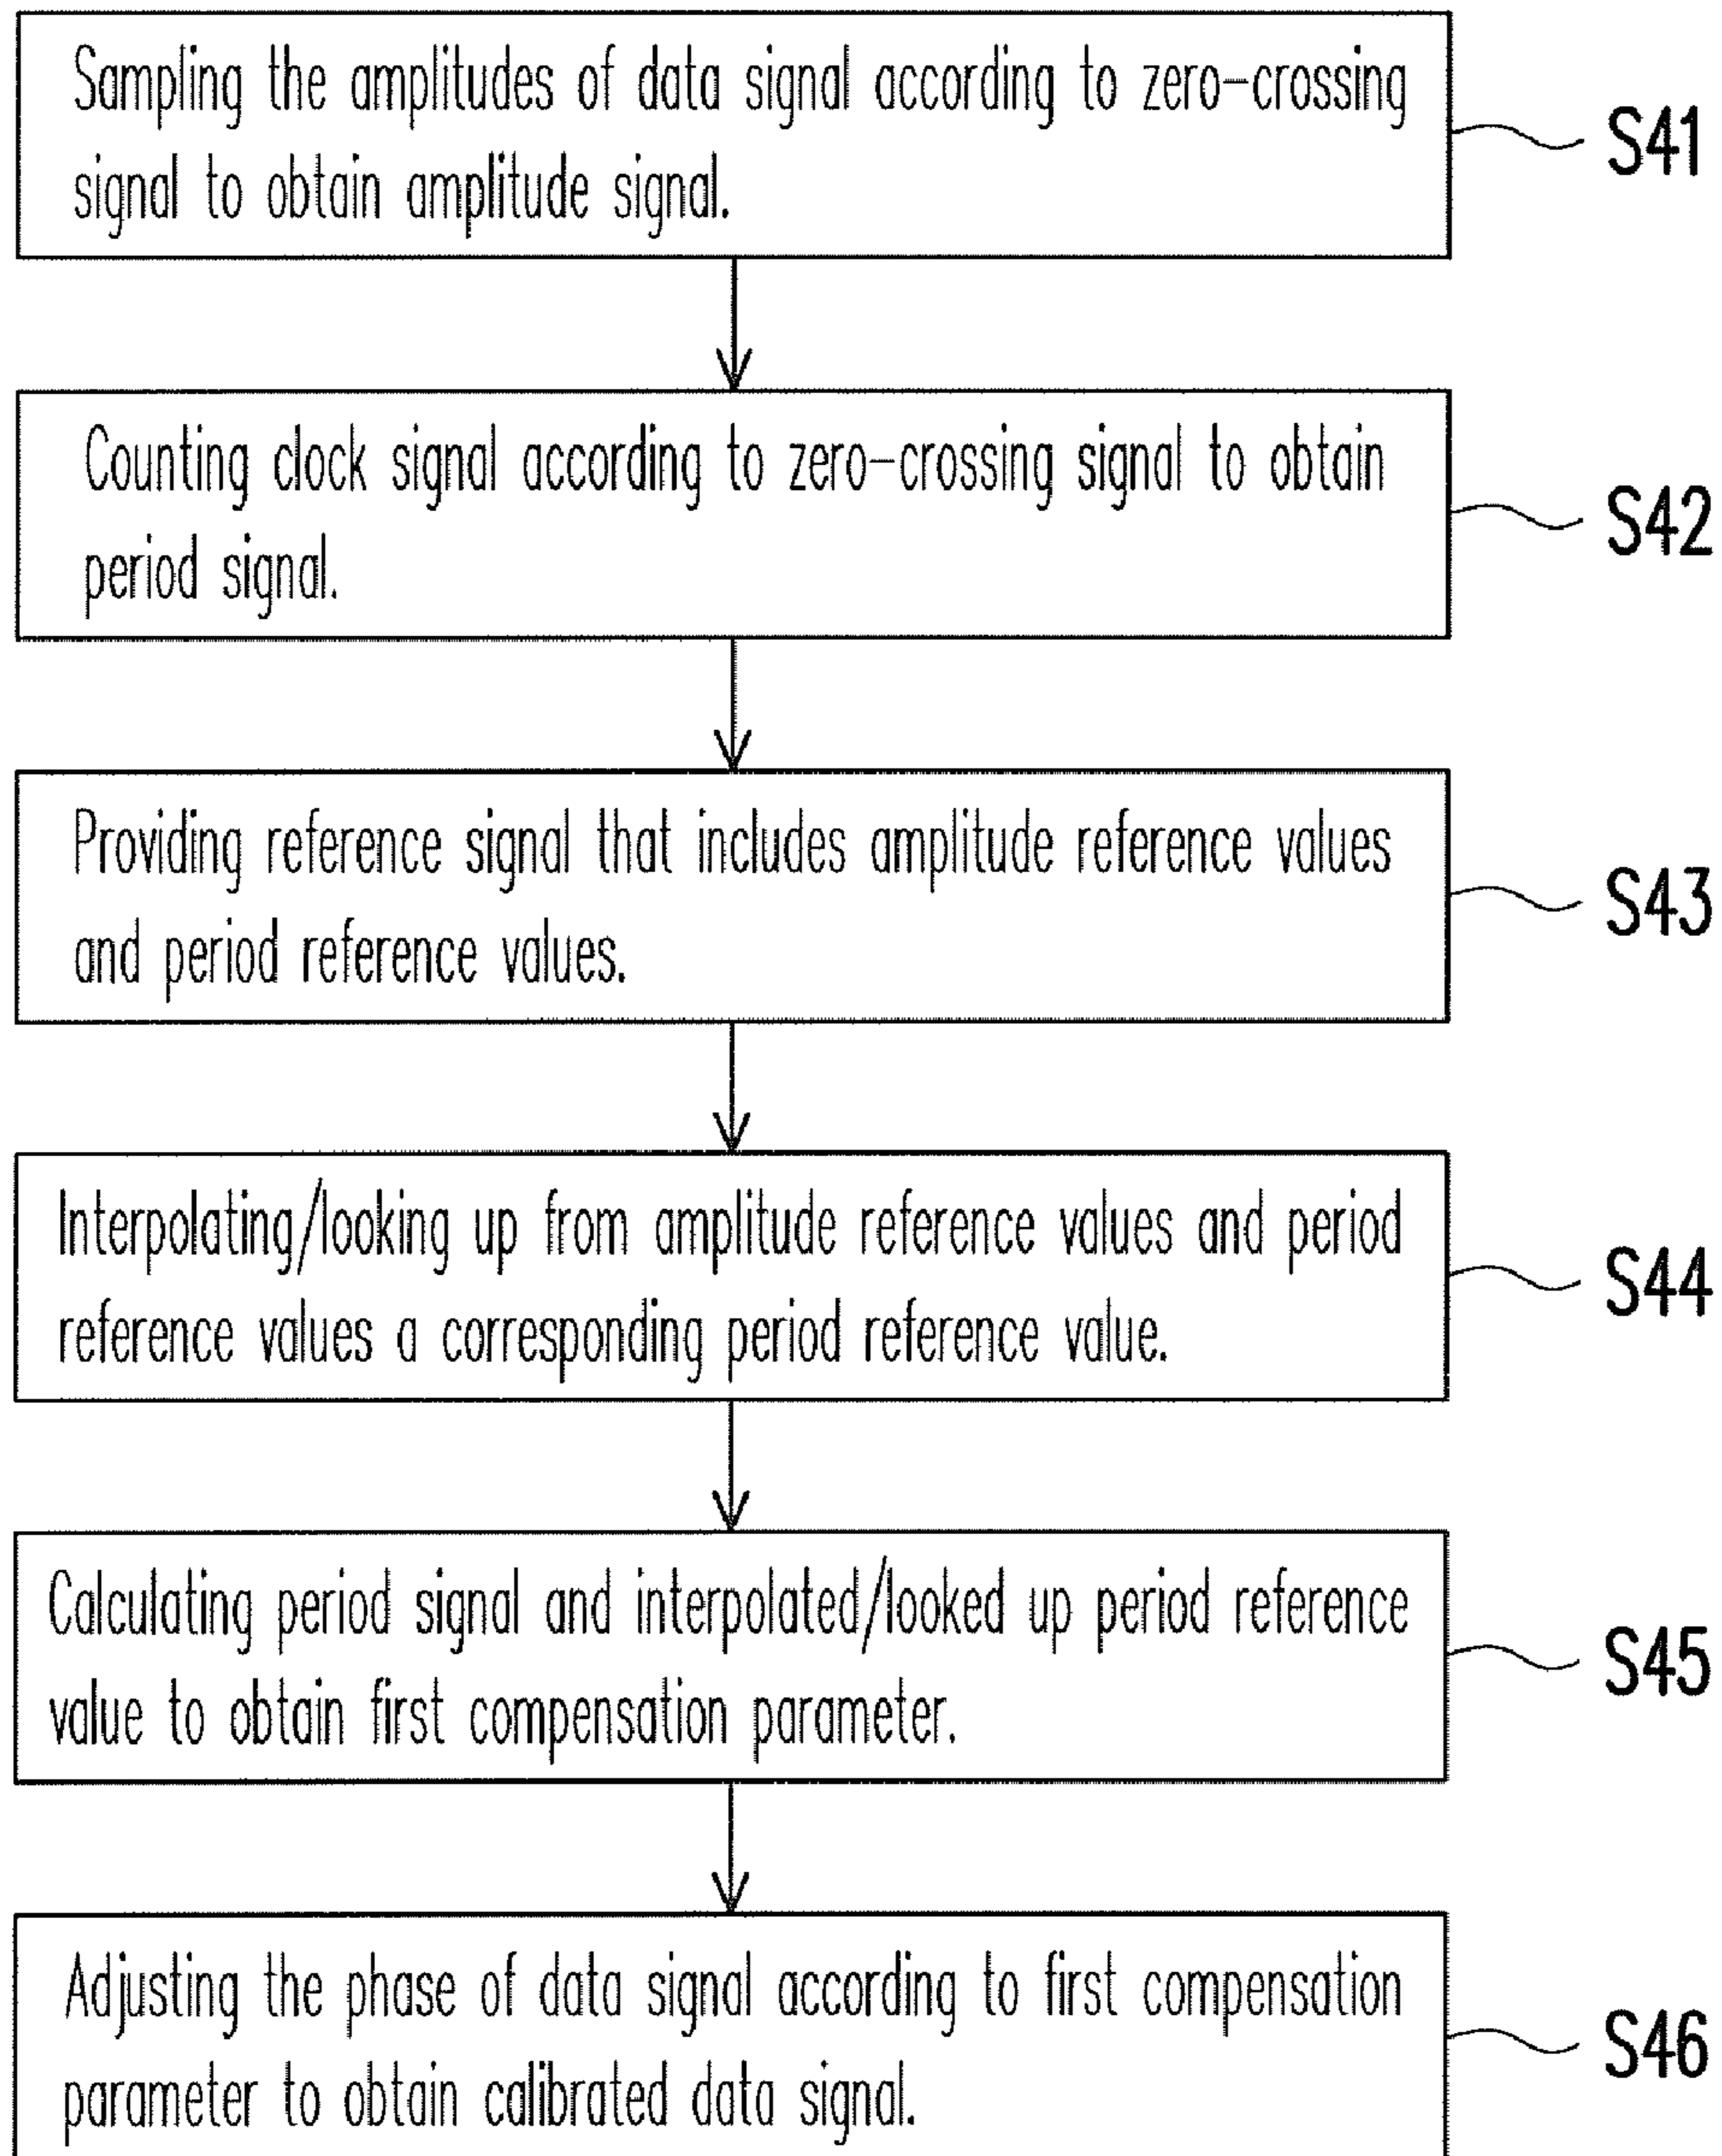 Sampling the amplitudes of data signal according to zero-crossing
signal to obtain amplitude signal.
S41
Counting clock signal according to zero-crossing signal to obtain
period signal.
S42
Providing reference signal that includes amplitude reference values
and period reference values.
S43
Interpolating/looking up from amplitude reference values and period
reference values a corresponding period reference value.
S44
Calculating period signal and interpolated/looked up period reference
value to obtain first compensation parameter.
S45
Adjusting the phase of data signal according to first compensation
parameter to obtain calibrated data signal.
S46